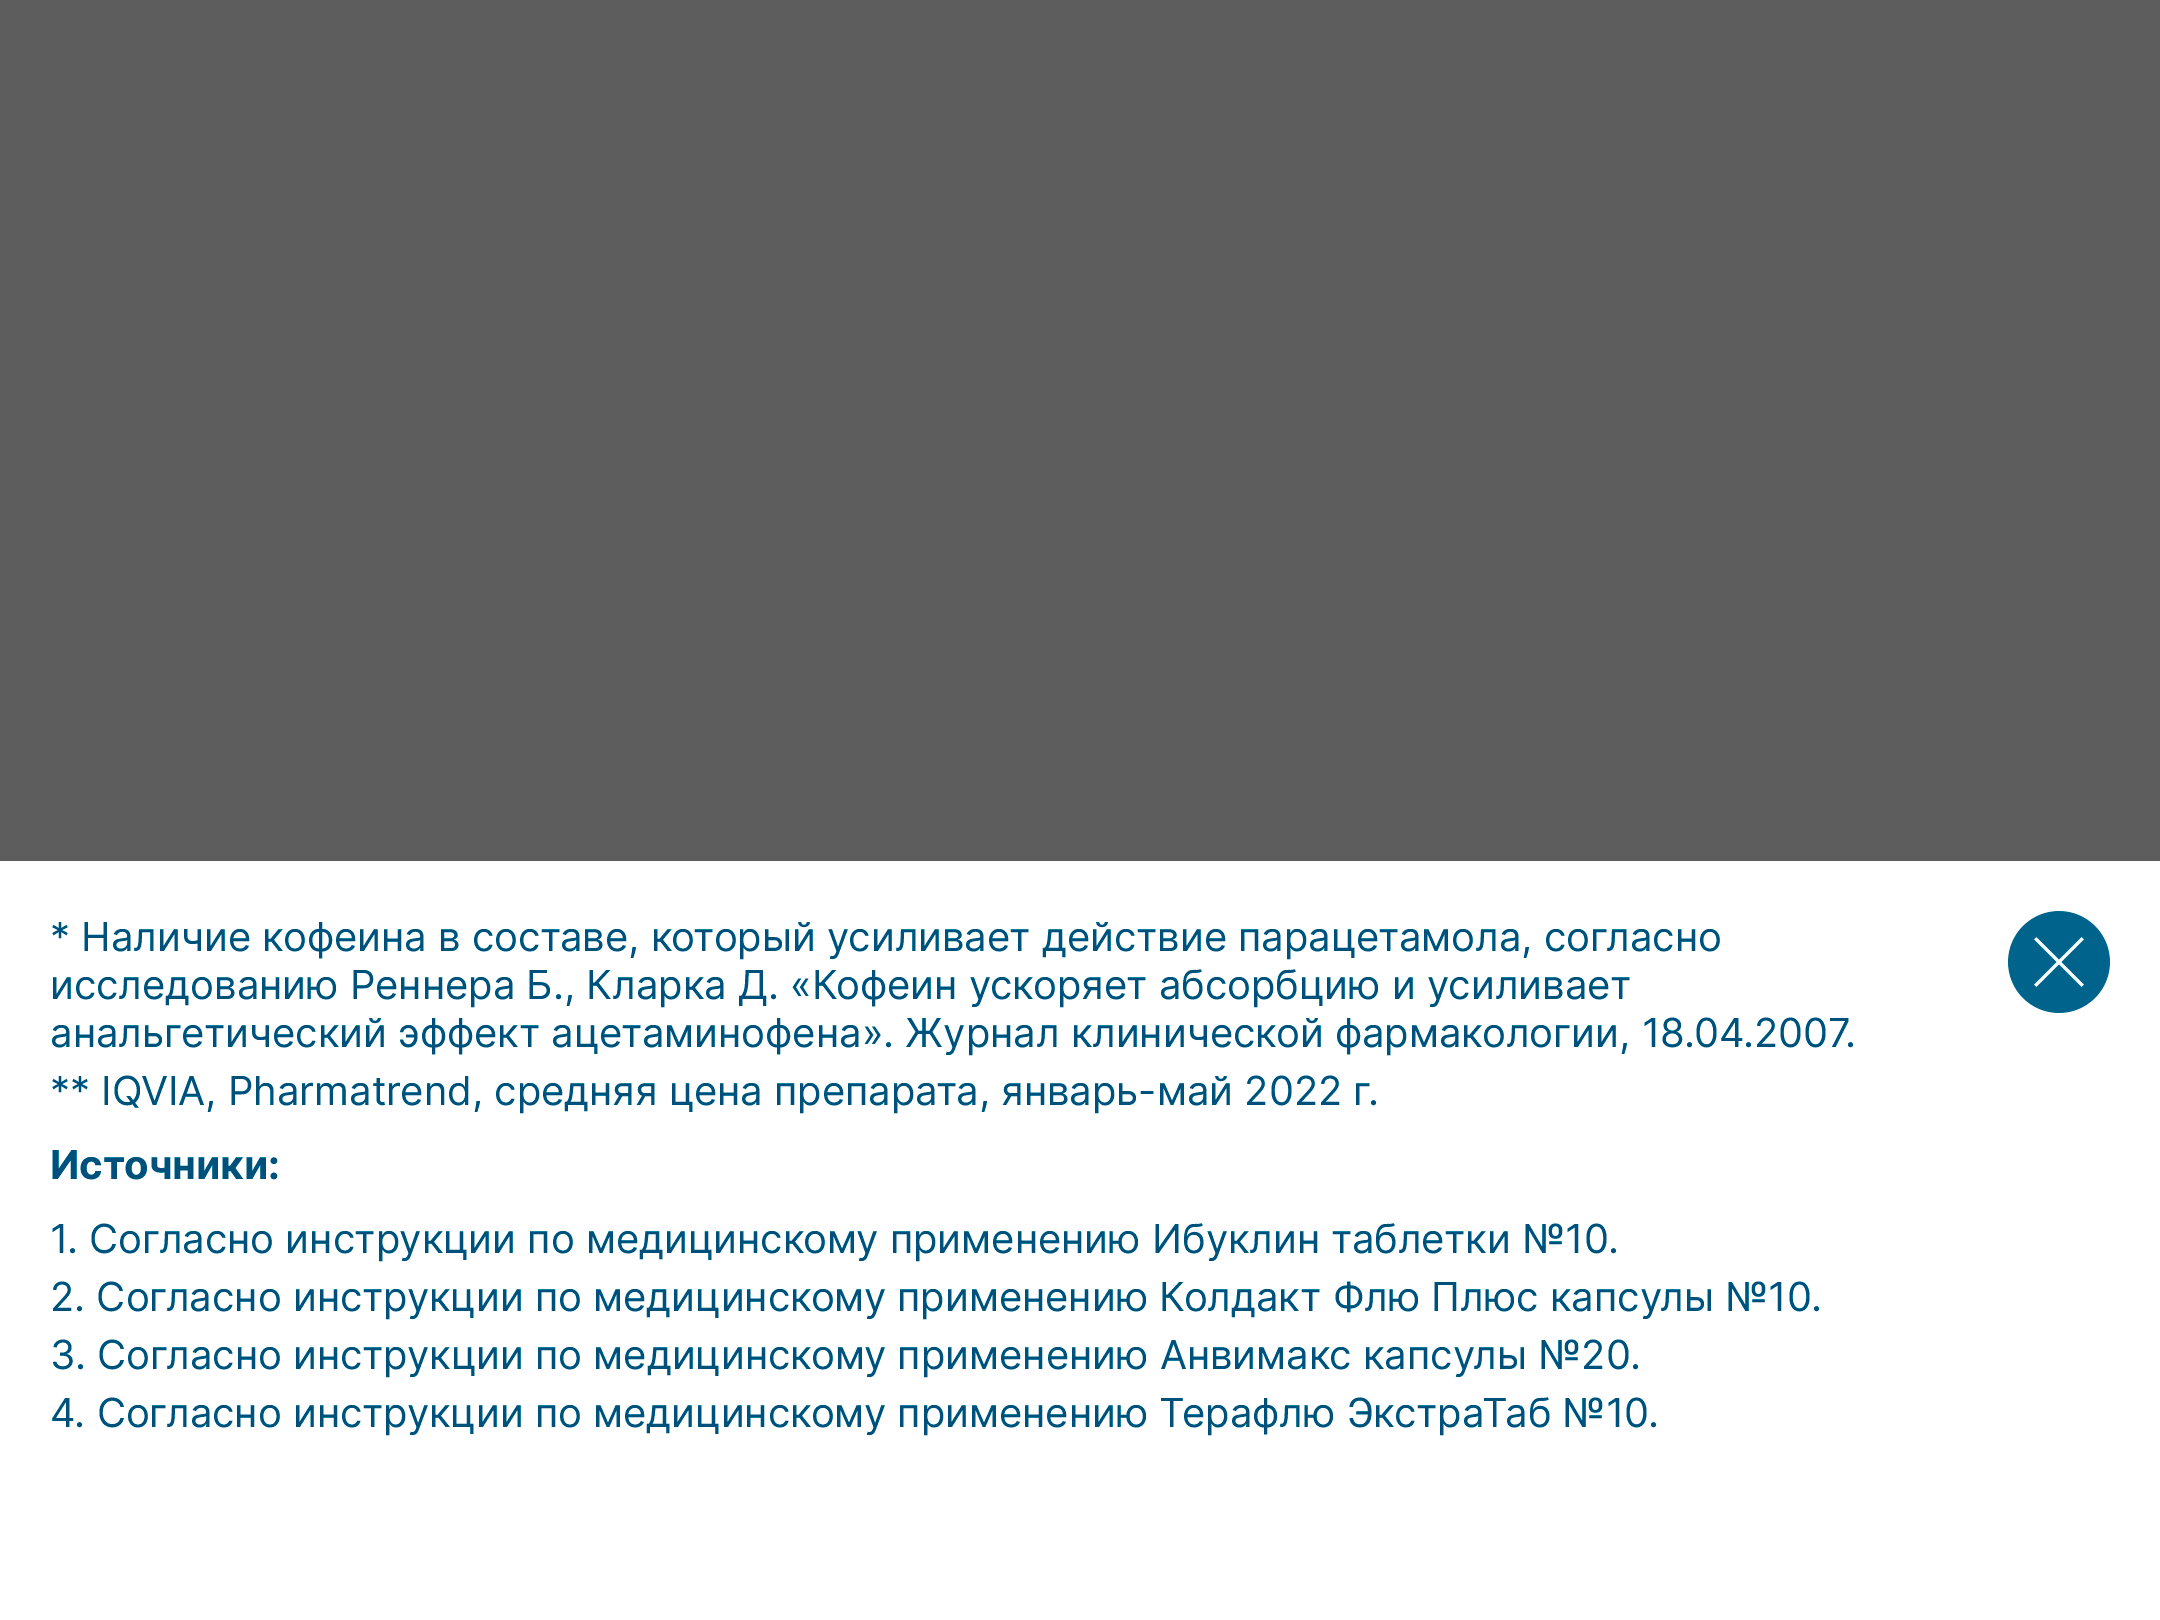 * Наличие кофеина в составе, который усиливает действие парацетамола, согласно
исследованию Реннера Б., Кларка Д. «Кофеин ускоряет абсорбцию и усиливает
анальгетический эффект ацетаминофена». Журнал клинической фармакологии, 18.04.2007.
** IQVIA, Pharmatrend, средняя цена препарата, январь-май 2022 г.
Источники:
1. Согласно инструкции по медицинскому применению Ибуклин таблетки №10.
2. Согласно инструкции по медицинскому применению Колдакт Флю Плюс капсулы №10.
3. Согласно инструкции по медицинскому применению Анвимакс капсулы №20.
4. Согласно инструкции по медицинскому применению Терафлю ЭкстраТаб №10.